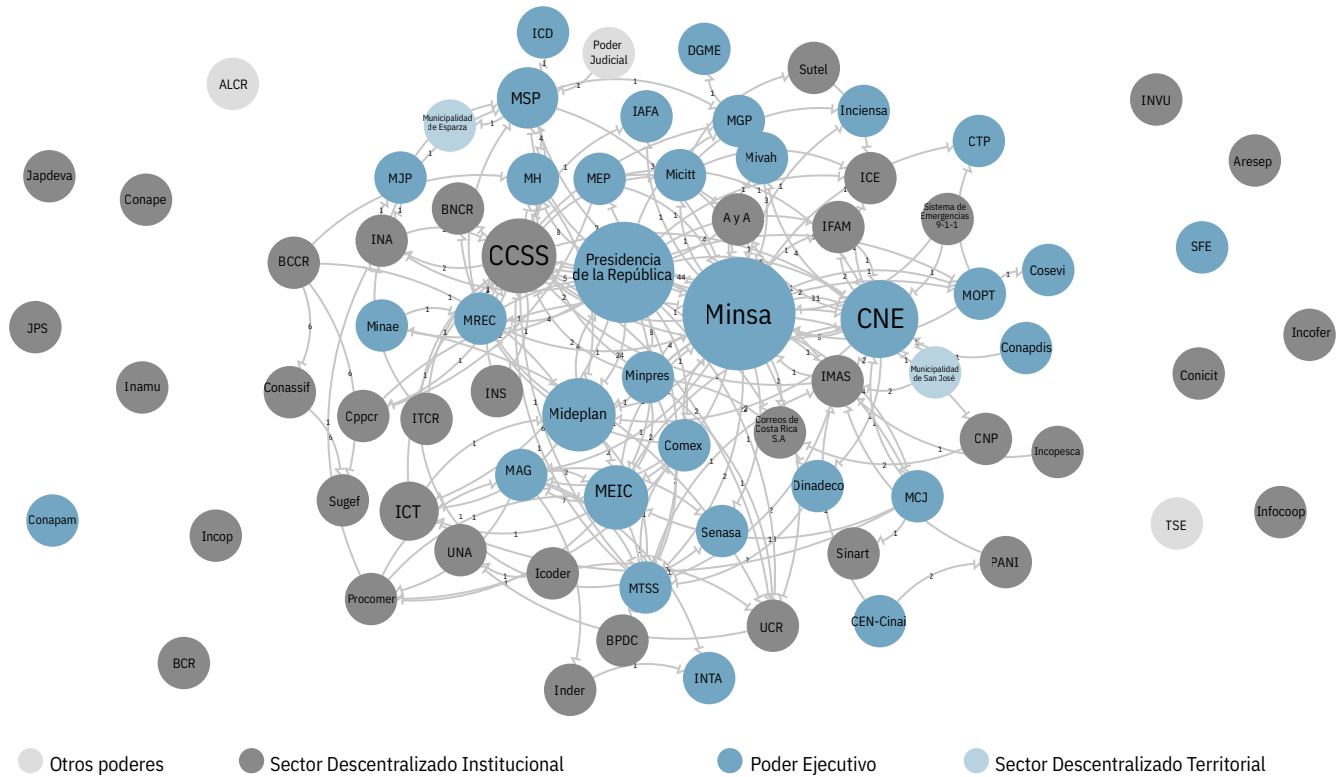 ICD
Poder
Judicial
DGME
Sutel
ALCR
MSP
IAFA
MGP
Inciensa
INVU
Municipalidad
de Esparza
CTP
Aresep
Japdeva
Conape
MJP
MH
MEP
Micitt
Mivah
ICE
BNCR
A y A
IFAM
Sistema de
Emergencias
9-1-1
INA
CCSS
Presidencia
de la República
SFE
BCCR
MOPT
Cosevi
JPS
Minae
MREC
Minsa
CNE
Conapdis
Incofer
Inamu
Conassif
INS
Minpres
IMAS
Municipalidad
de San José
Conicit
Cppcr
ITCR
Mideplan
Correos de
Costa Rica
S.A
Comex
CNP
Incopesca
MAG
MEIC
Dinadeco
MCJ
Sugef
ICT
Conapam
Incop
Senasa
TSE
Infocoop
UNA
Icoder
MTSS
Sinart
PANI
Procomer
BPDC
UCR
CEN-Cinai
BCR
Inder
INTA
Otros poderes
Sector Descentralizado Institucional
Poder Ejecutivo
Sector Descentralizado Territorial